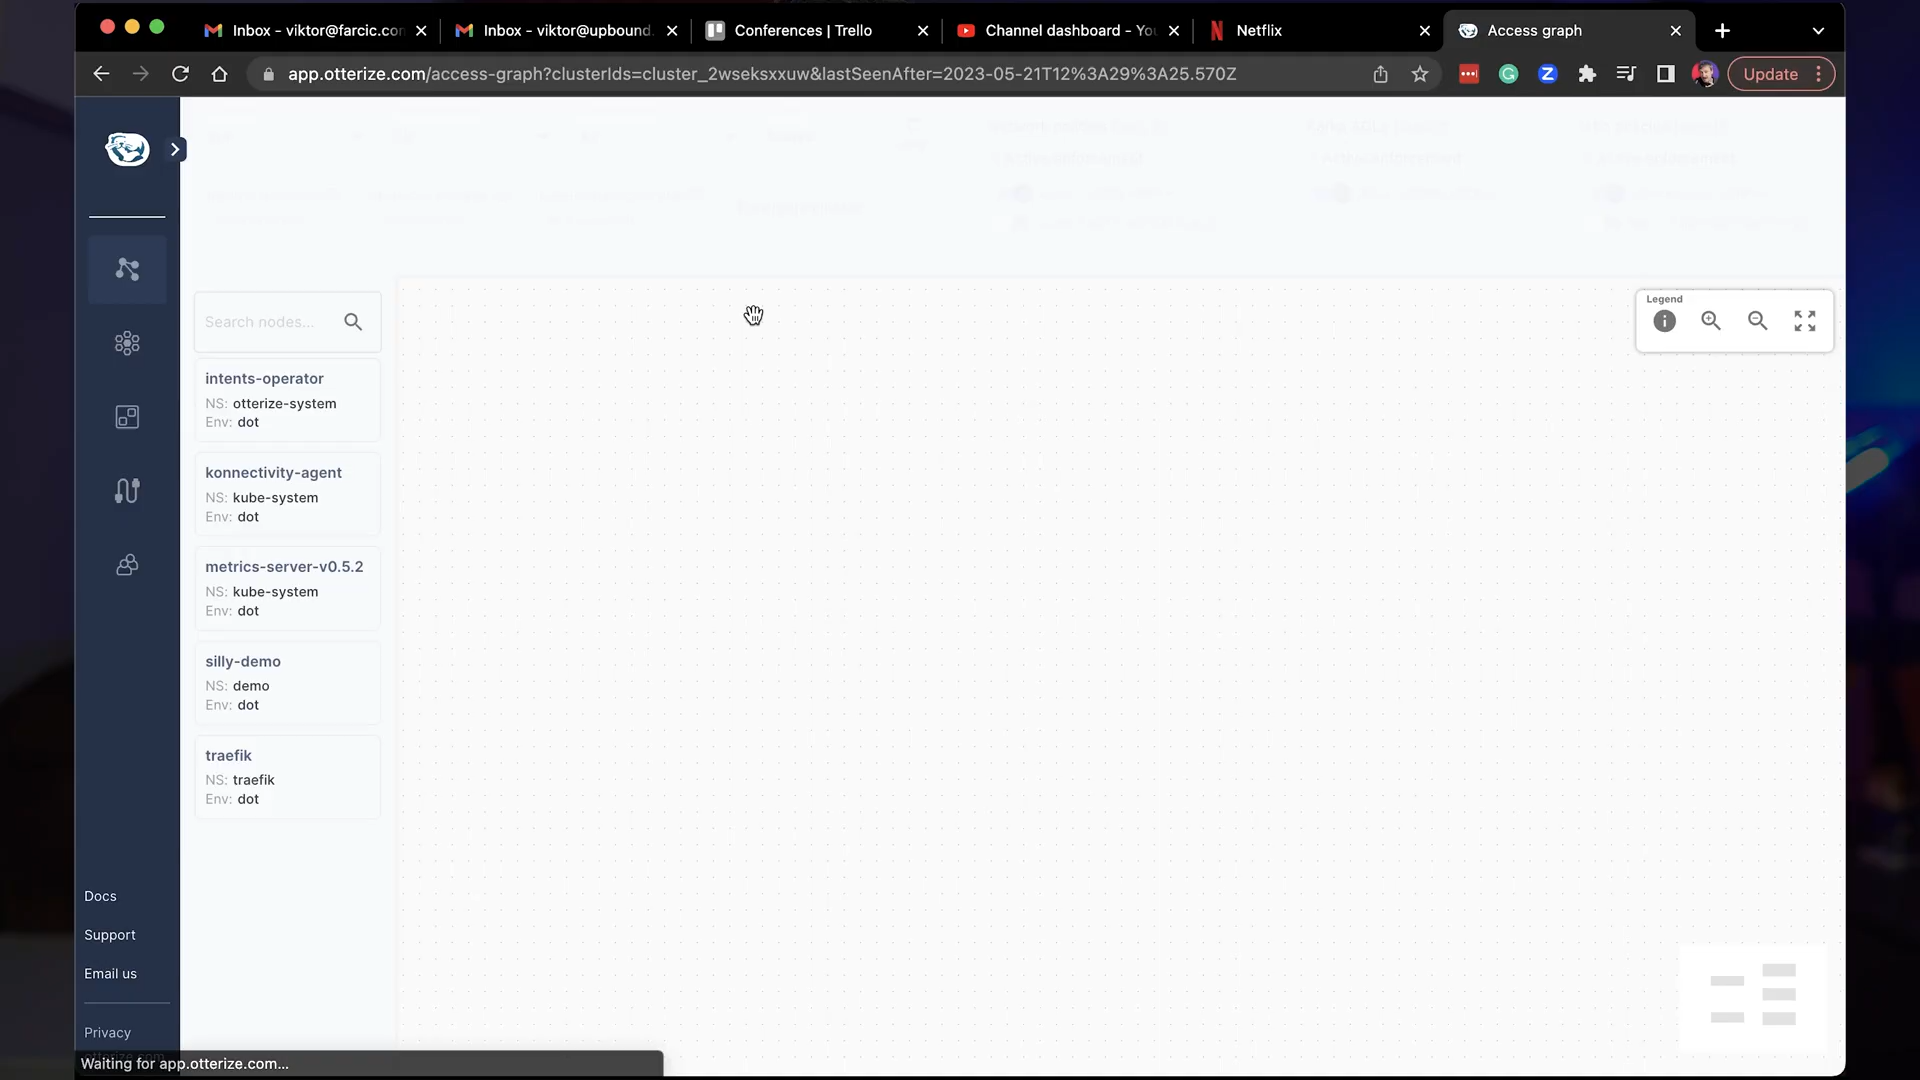 Inbox - viktor@farcic.con
Inbox - viktor@upbound.
Conferences | Trello
Channel dashboard - You
Netflix
Access graph
app.otterize.com/access-graph?clusterIds=cluster_2wseksxxuw&lastSeenAfter=2023-05-21T12%3A29%3A25.570Z
Update
Search nodes...
Legend
intents-operator
NS: otterize-system
Env: dot
konnectivity-agent
NS: kube-system
Env: dot
metrics-server-v0.5.2
NS: kube-system
Env: dot
silly-demo
NS: demo
Env: dot
traefik
NS: traefik
Env: dot
Docs
Support
Email us
Privacy
Waiting for app.otterize.com...